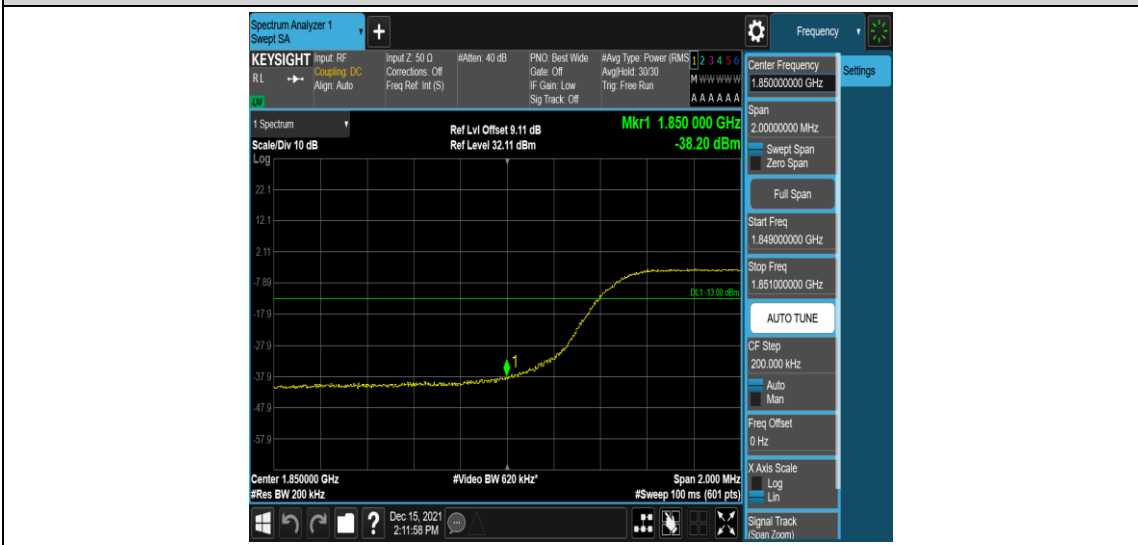 Spectrum Analyzer 1
Swept SA
+
Frequency
KEYSIGHT
RL
LNI
Input: RF
Coupling: DC
Align: Auto
Input Z: 50 Ω
Corrections: Off
Freq Ref: Int (S)
#Atten: 40 dB
PNO: Best Wide
Gate: Off
IF Gain: Low
Sig Track: Off
#Avg Type: Power (RMS
Avg|Hold: 30/30
Trig: Free Run
1 2 3 4 5 6
M W W W W W
A A A A A A
1 Spectrum
Scale/Div 10 dB
Ref Lvl Offset 9.11 dB
Ref Level 32.11 dBm
Mkr1 1.850 000 GHz
-38.20 dBm
Log
22.1
12.1
2.11
-7.89
-17.9
-27.9
-37.9
-47.9
-57.9
DL1 -13.00 dBm
1
Center 1.850000 GHz
#Res BW 200 kHz
#Video BW 620 kHz*
Span 2.000 MHz
#Sweep 100 ms (601 pts)
Center Frequency
1.850000000 GHz
Settings
Span
2.00000000 MHz
Swept Span
Zero Span
Full Span
Start Freq
1.849000000 GHz
Stop Freq
1.851000000 GHz
AUTO TUNE
CF Step
200.000 kHz
Auto
Man
Freq Offset
0 Hz
X Axis Scale
Log
Lin
Signal Track
(Span Zoom)
?
Dec 15, 2021
2:11:58 PM